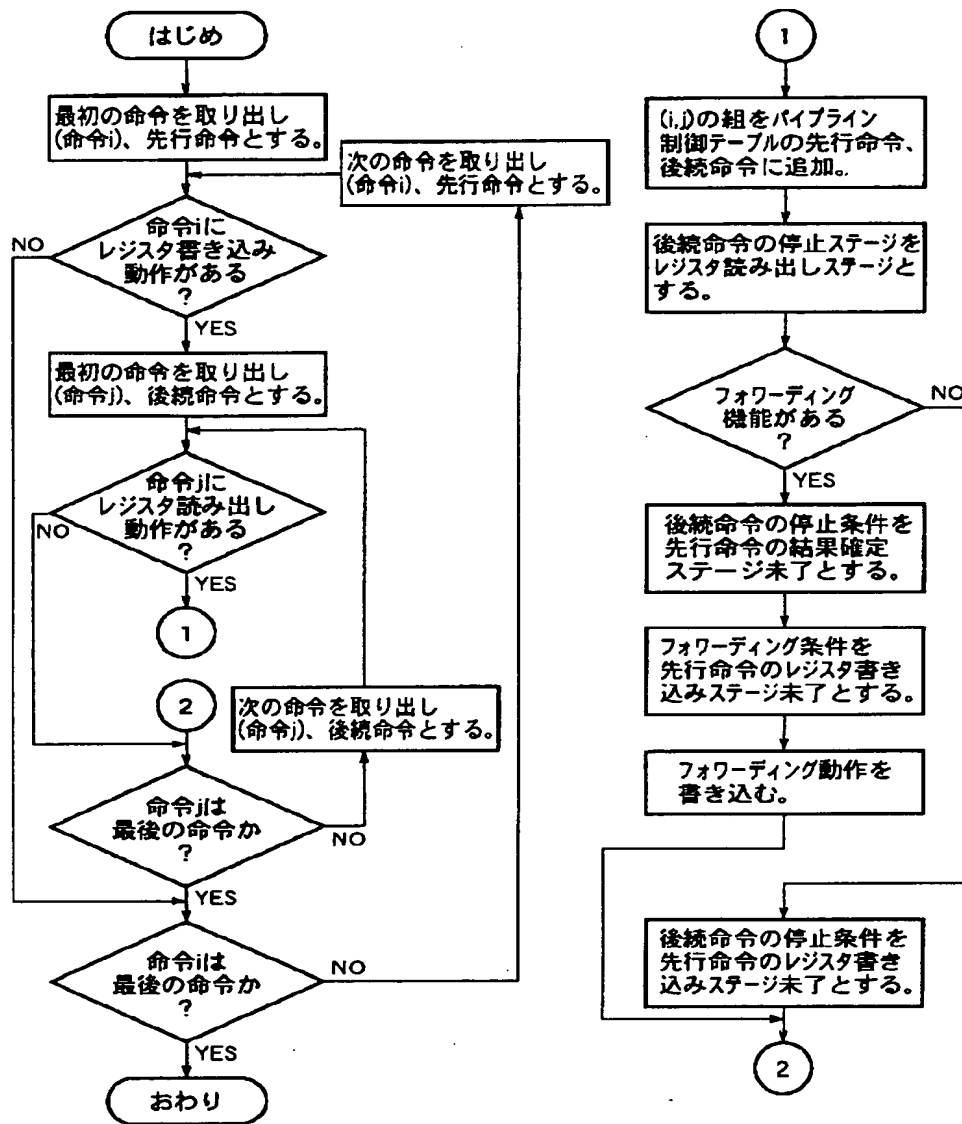 はじめ
最初の命令を取り出し
(命令i)、先行命令とする。
次の命令を取り出し
(命令i)、先行命令とする。
命令iに
レジスタ書き込み
動作がある
?
NO
YES
最初の命令を取り出し
(命令j)、後続命令とする。
命令jに
レジスタ読み出し
動作がある
?
NO
YES
1
2
次の命令を取り出し
(命令j)、後続命令とする。
命令jは
最後の命令か
?
NO
YES
命令iは
最後の命令か
?
NO
YES
おわり
1
(i,j)の組をパイプライン
制御テーブルの先行命令、
後続命令に追加。
後続命令の停止ステージを
レジスタ読み出しステージと
する。
フォワーディング
機能がある
?
NO
YES
後続命令の停止条件を
先行命令の結果確定
ステージ未了とする。
フォワーディング条件を
先行命令のレジスタ書き
込みステージ未了とする。
フォワーディング動作を
書き込む。
後続命令の停止条件を
先行命令のレジスタ書き
込みステージ未了とする。
2